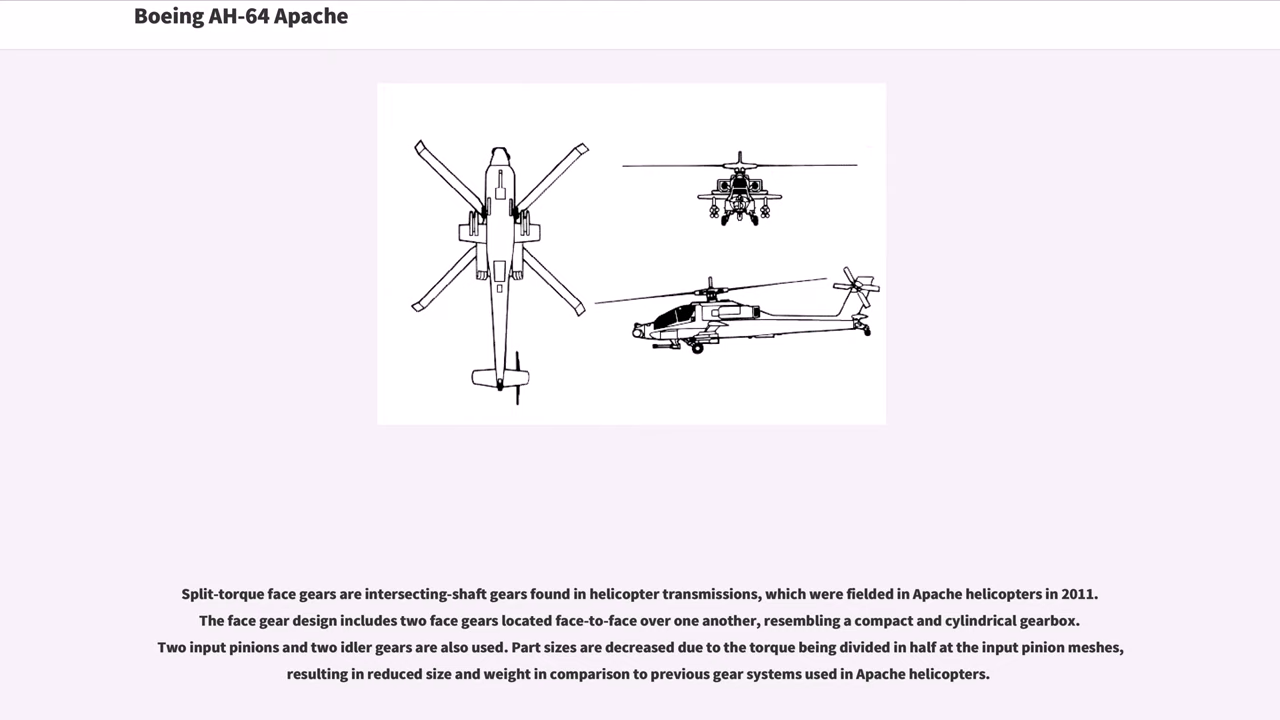 Boeing AH-64 Apache
Split-torque face gears are intersecting-shaft gears found in helicopter transmissions, which were fielded in Apache helicopters in 2011.
The face gear design includes two face gears located face-to-face over one another, resembling a compact and cylindrical gearbox.
Two input pinions and two idler gears are also used. Part sizes are decreased due to the torque being divided in half at the input pinion meshes,
resulting in reduced size and weight in comparison to previous gear systems used in Apache helicopters.